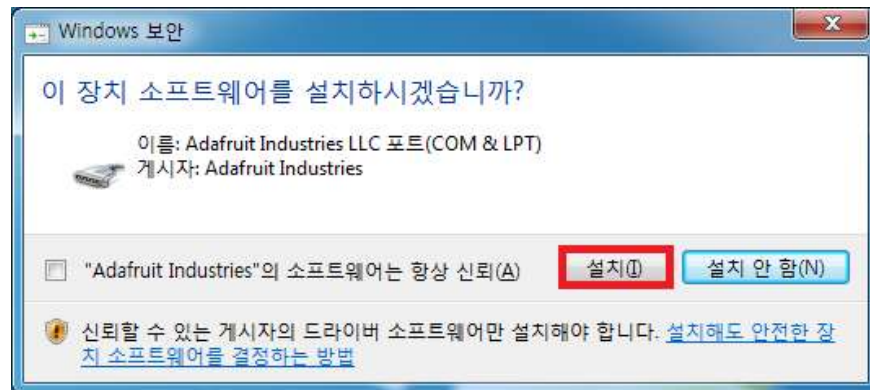 Windows 보안
이 장치 소프트웨어를 설치하시겠습니까?
이름: Adafruit Industries LLC 포트(COM & LPT)
게시자: Adafruit Industries
"Adafruit Industries"의 소프트웨어는 항상 신뢰(A) 설치(I) 설치 안 함(N)
신뢰할 수 있는 게시자의 드라이버 소프트웨어만 설치해야 합니다. 설치해도 안전한 장
치 소프트웨어를 결정하는 방법